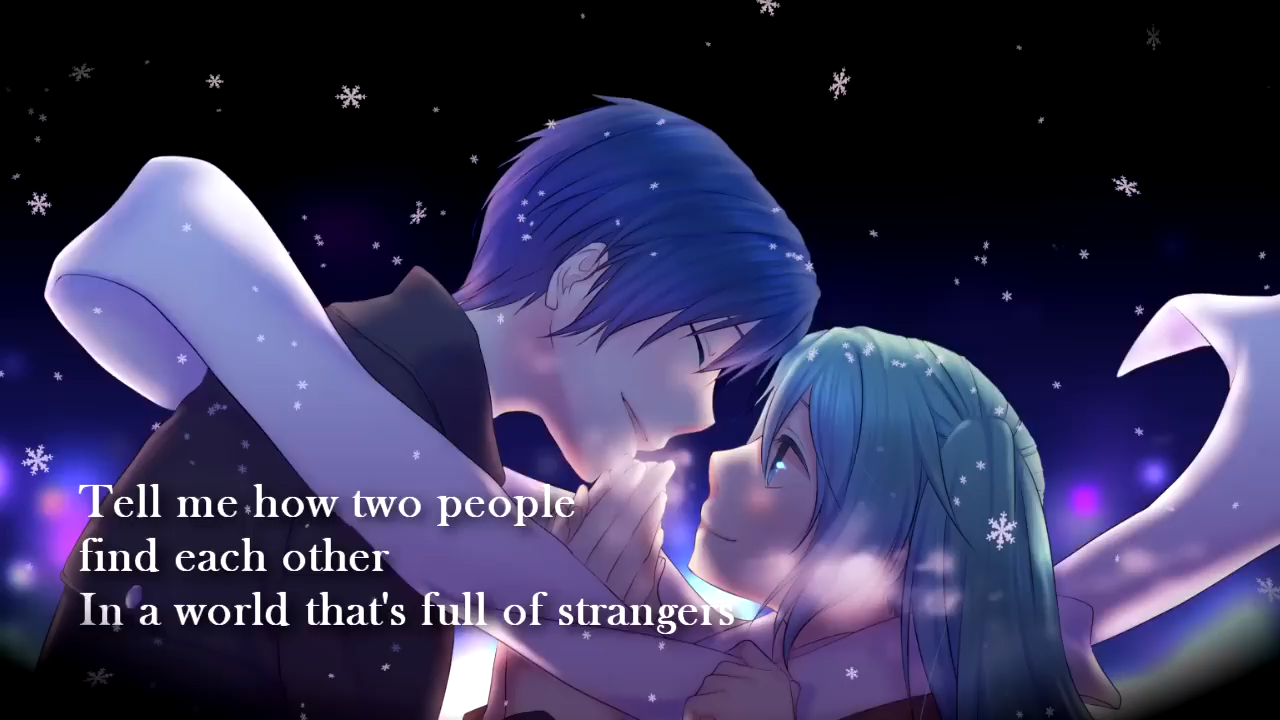 Tell me how two people
find each other
In a world that's full of strangers